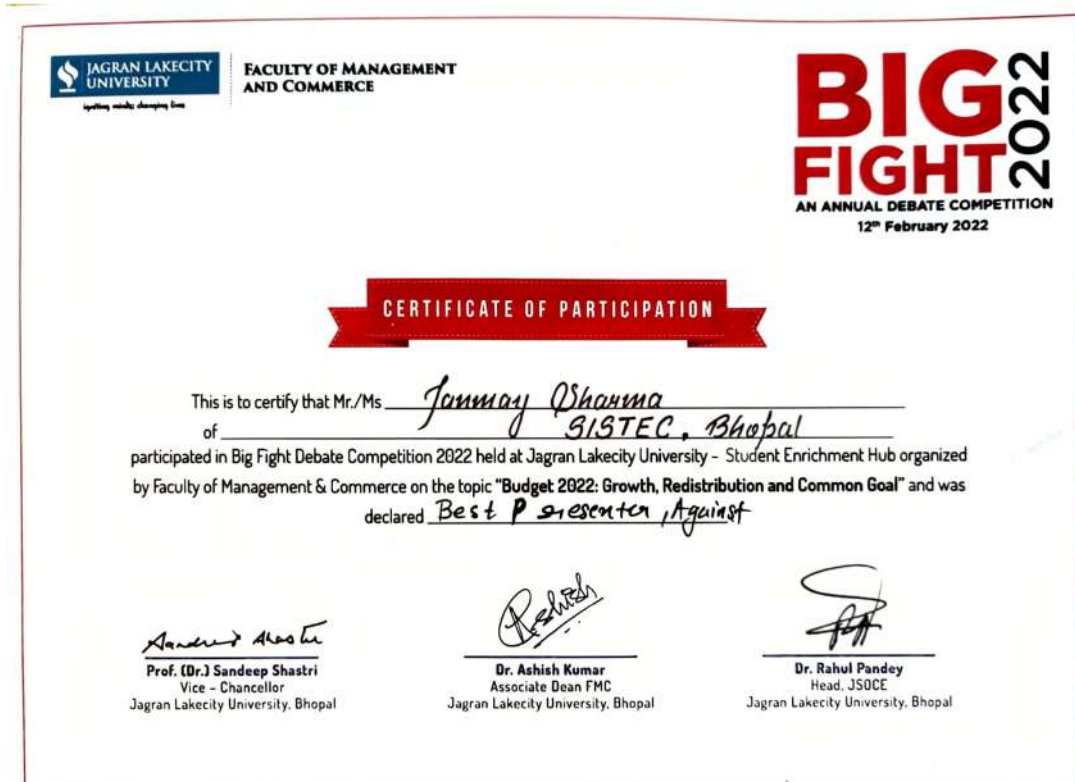 JAGRAN LAKECITY
UNIVERSITY
igniting minds; changing lives
FACULTY OF MANAGEMENT
AND COMMERCE
BIG
FIGHT
2022
AN ANNUAL DEBATE COMPETITION
12th February 2022
CERTIFICATE OF PARTICIPATION
This is to certify that Mr./Ms Tanmay Sharma
of SISTEC, Bhopal
participated in Big Fight Debate Competition 2022 held at Jagran Lakecity University - Student Enrichment Hub organized
by Faculty of Management & Commerce on the topic "Budget 2022: Growth, Redistribution and Common Goal" and was
declared Best Presenter, Against
Ashish
Prof. (Dr.) Sandeep Shastri
Vice - Chancellor
Jagran Lakecity University, Bhopal
Dr. Ashish Kumar
Associate Dean FMC
Jagran Lakecity University, Bhopal
Dr. Rahul Pandey
Head, JSOCE
Jagran Lakecity University, Bhopal